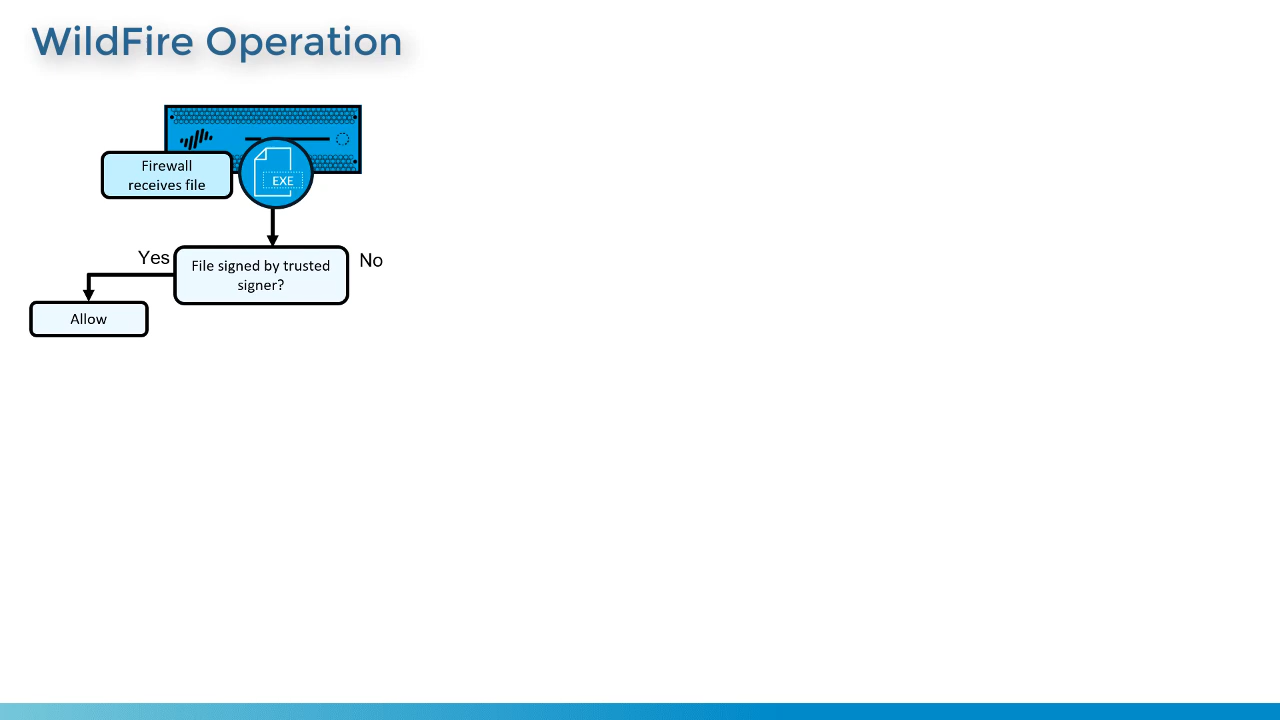 WildFire Operation
Firewall
receives file
EXE
Yes
File signed by trusted
signer?
No
Allow